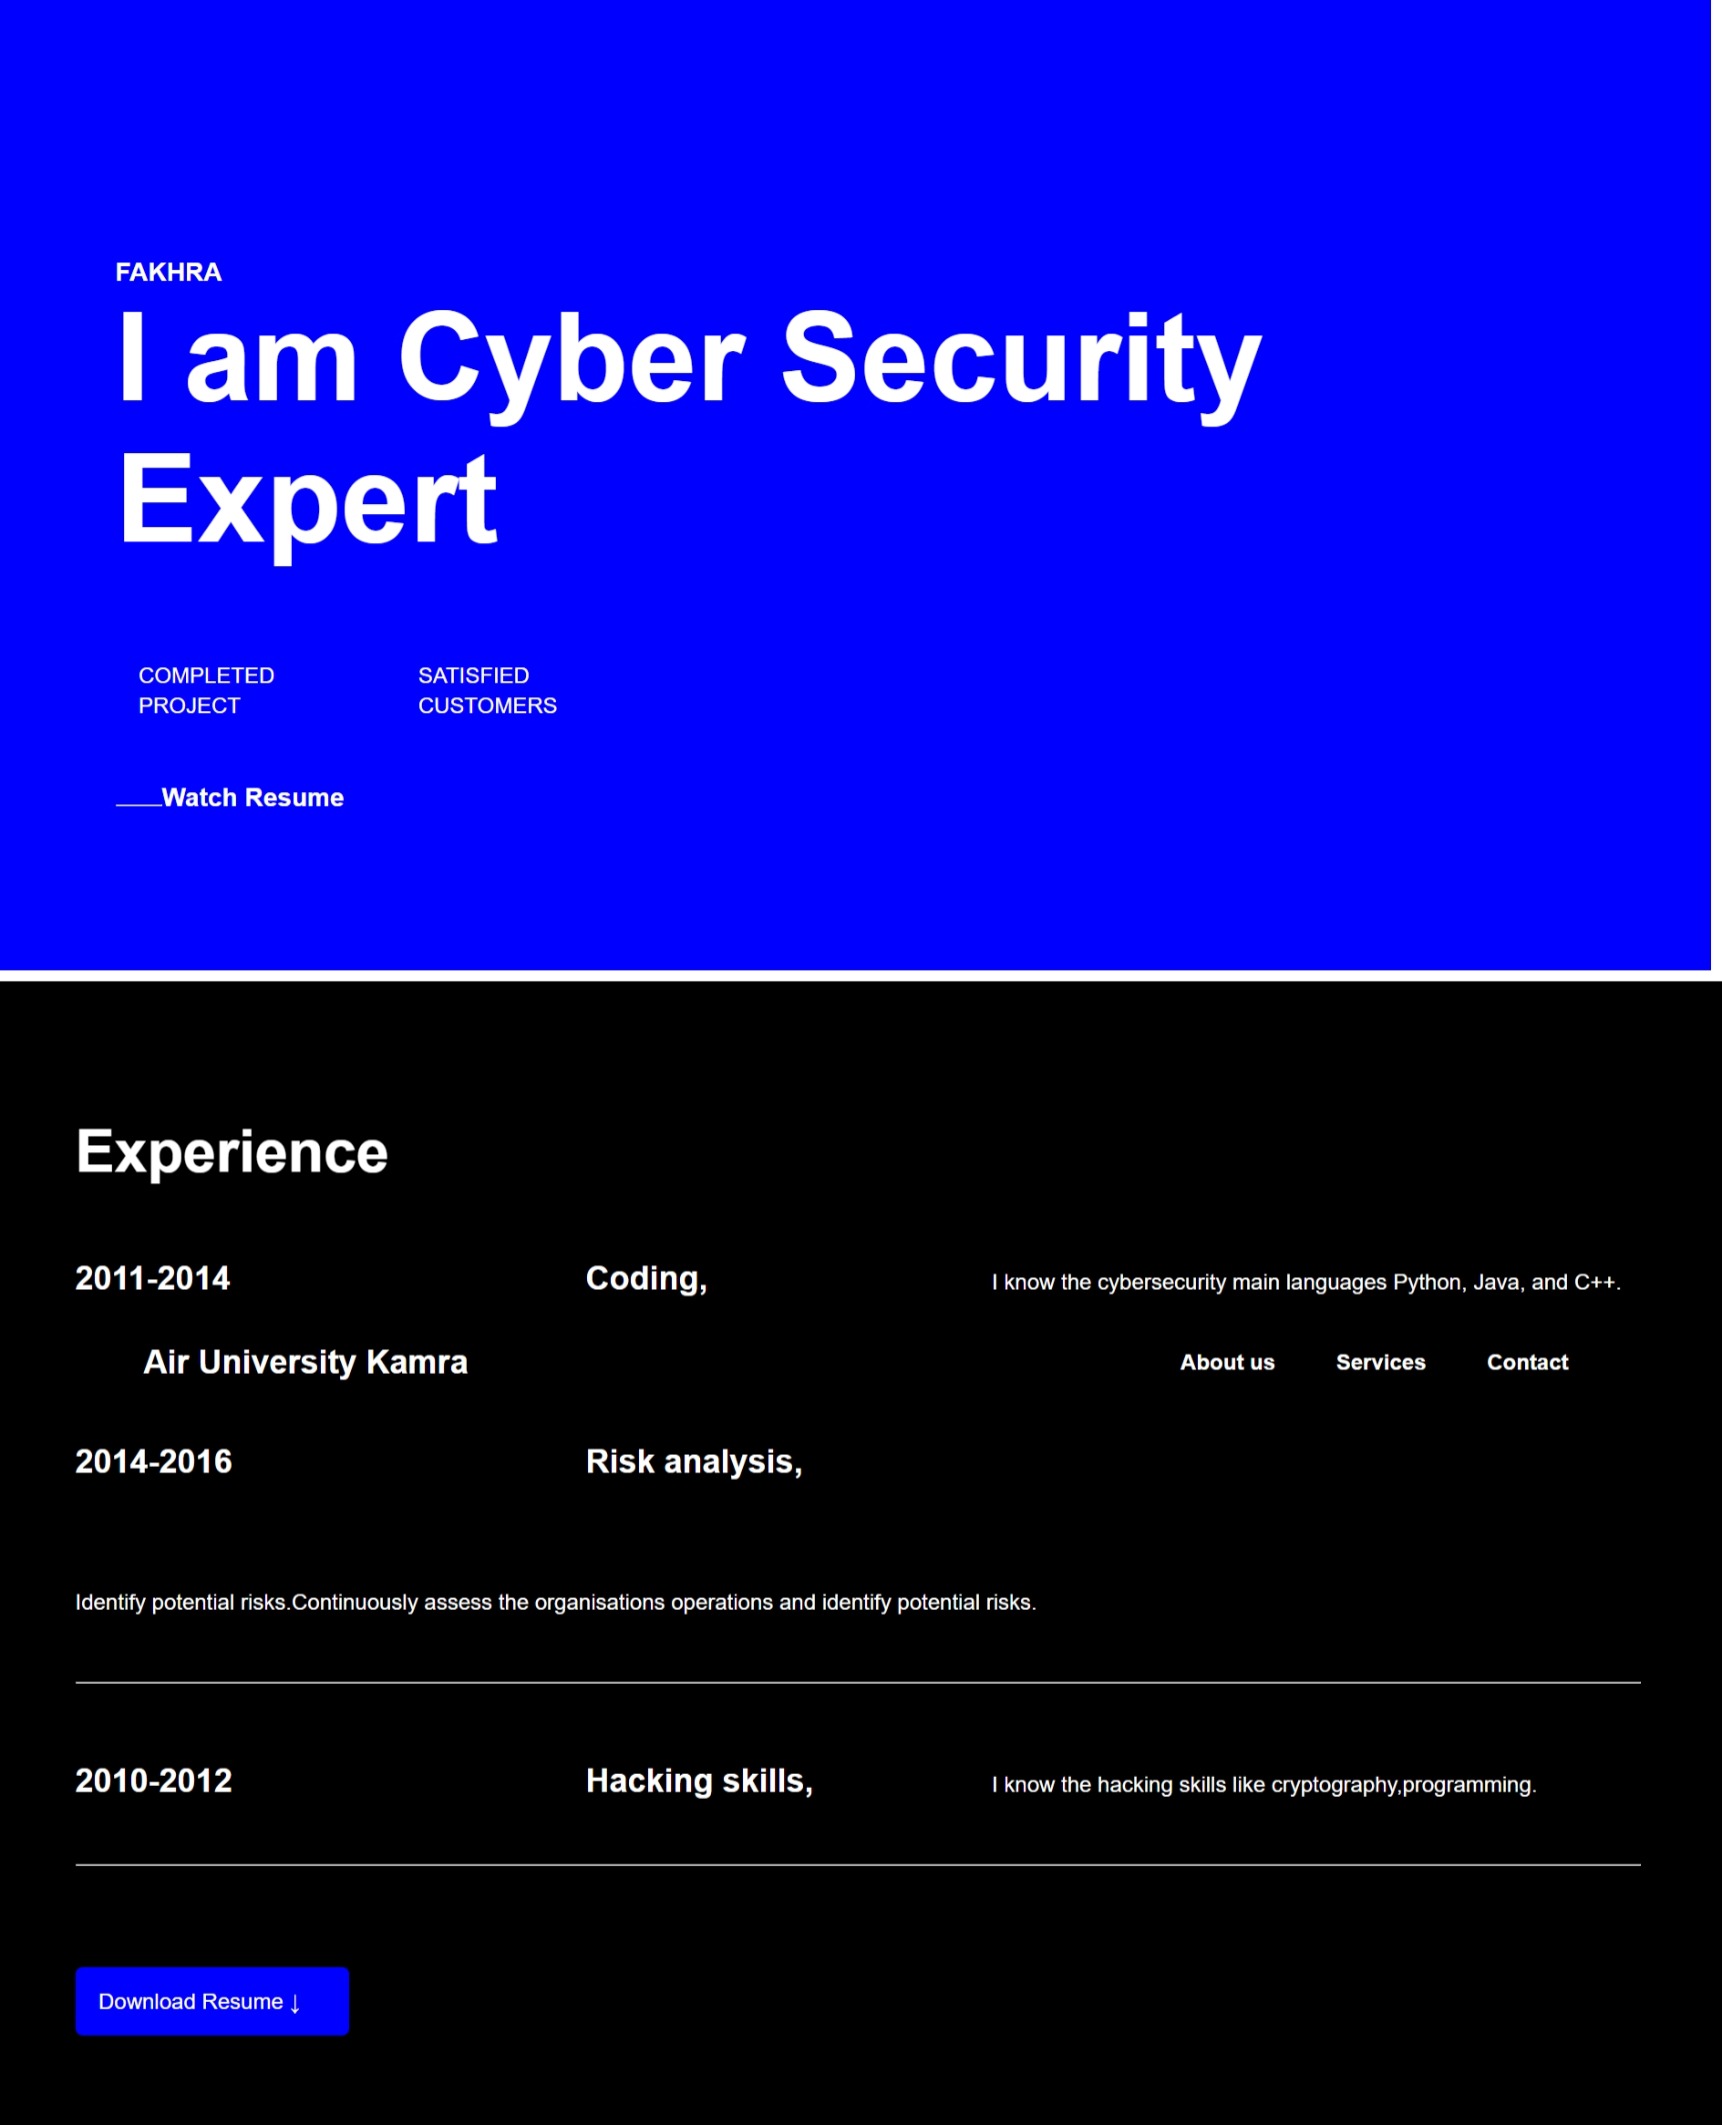 FAKHRA
I am Cyber Security
Expert
COMPLETED
PROJECT
SATISFIED
CUSTOMERS
Watch Resume
Experience
2011-2014
Coding,
I know the cybersecurity main languages Python, Java, and C++.
Air University Kamra
About us
Services
Contact
2014-2016
Risk analysis,
Identify potential risks.Continuously assess the organisations operations and identify potential risks.
2010-2012
Hacking skills,
I know the hacking skills like cryptography,programming.
Download Resume ↓